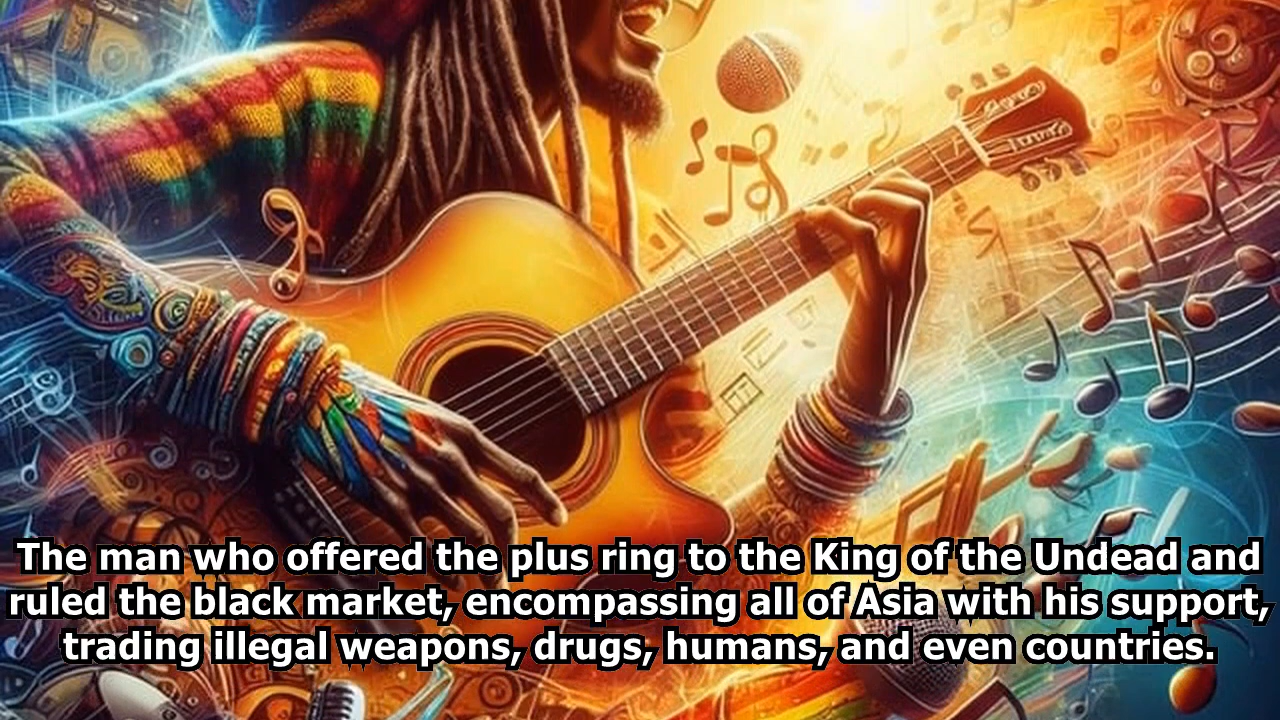 The man who offered the plus ring to the King of the Undead and
ruled the black market, encompassing all of Asia with his support,
trading illegal weapons, drugs, humans, and even countries.